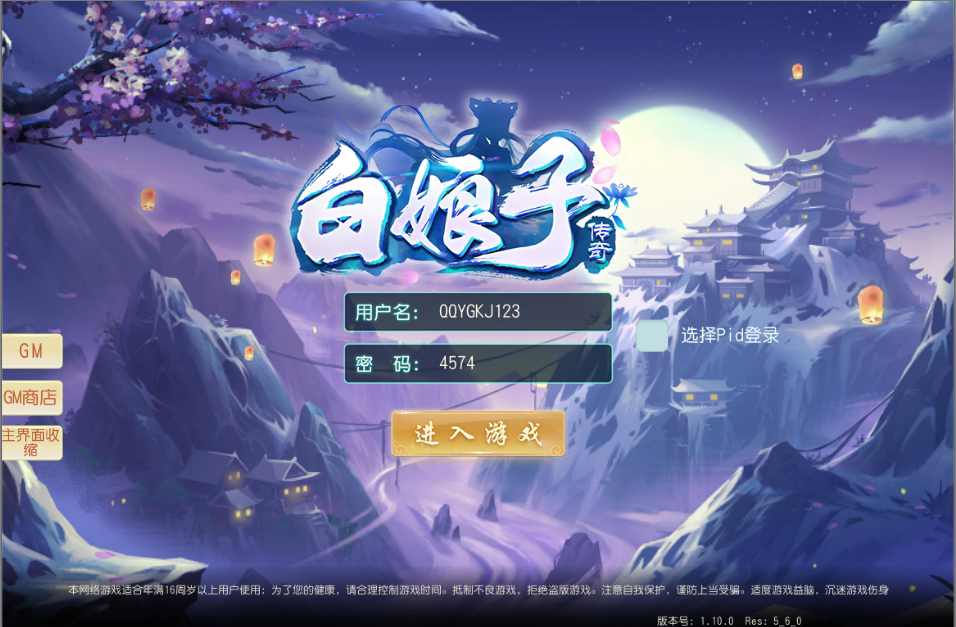 白娘子
传奇
用户名： QQYGKJ123
选择Pid登录
GM
密 码： 4574
GM商店
进入游戏
主界面收
缩
本网络游戏适合年满16周岁以上用户使用；为了您的健康，请合理控制游戏时间。抵制不良游戏，拒绝盗版游戏。注意自我保护，谨防上当受骗。适度游戏益脑，沉迷游戏伤身
版本号: 1.10.0 Res: 5_6_0